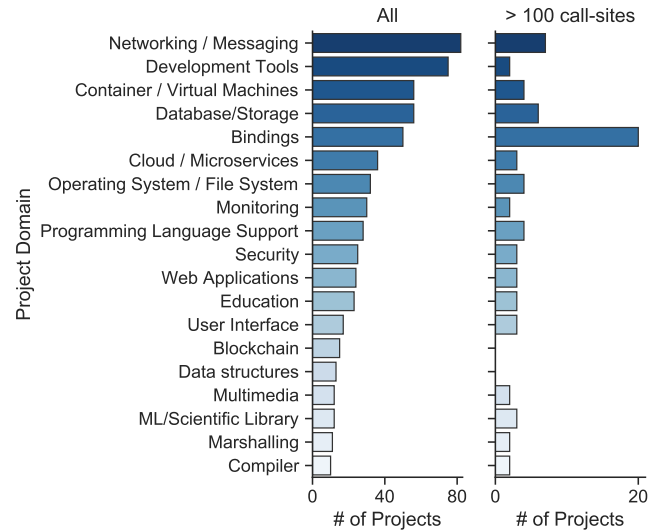 All
> 100 call-sites
Networking / Messaging
Development Tools
Container / Virtual Machines
Database/Storage
Bindings
Cloud / Microservices
Operating System / File System
Monitoring
Programming Language Support
Security
Web Applications
Education
User Interface
Blockchain
Data structures
Multimedia
ML/Scientific Library
Marshalling
Compiler
Project Domain
0 40 80
0 20
# of Projects
# of Projects